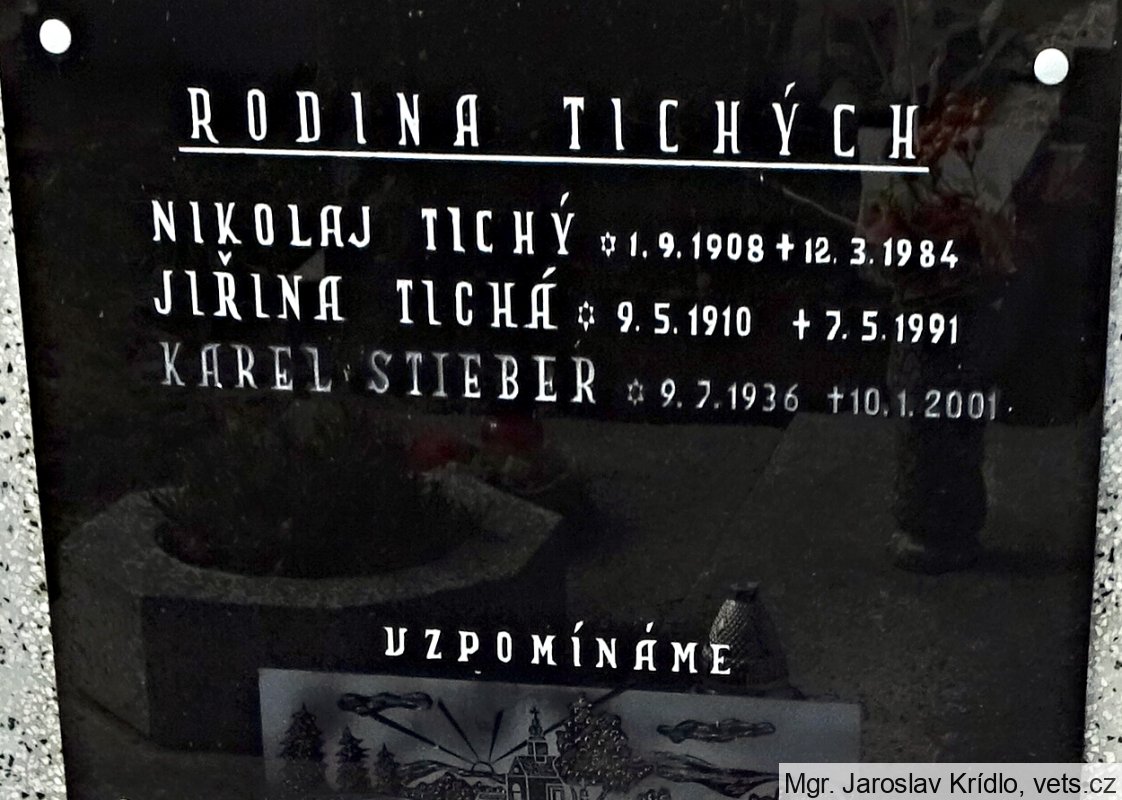 RODINA TICHÝCH
NIKOLAJ TICHÝ ✡ 1. 9. 1908 ✝ 12. 3. 1984
JIŘINA TICHÁ ✡ 9. 5. 1910 ✝ 7. 5. 1991
KAREL STIEBER ✡ 9. 7. 1936 ✝ 10. 1. 2001
VZPOMÍNÁME
Mgr. Jaroslav Krídlo, vets.cz